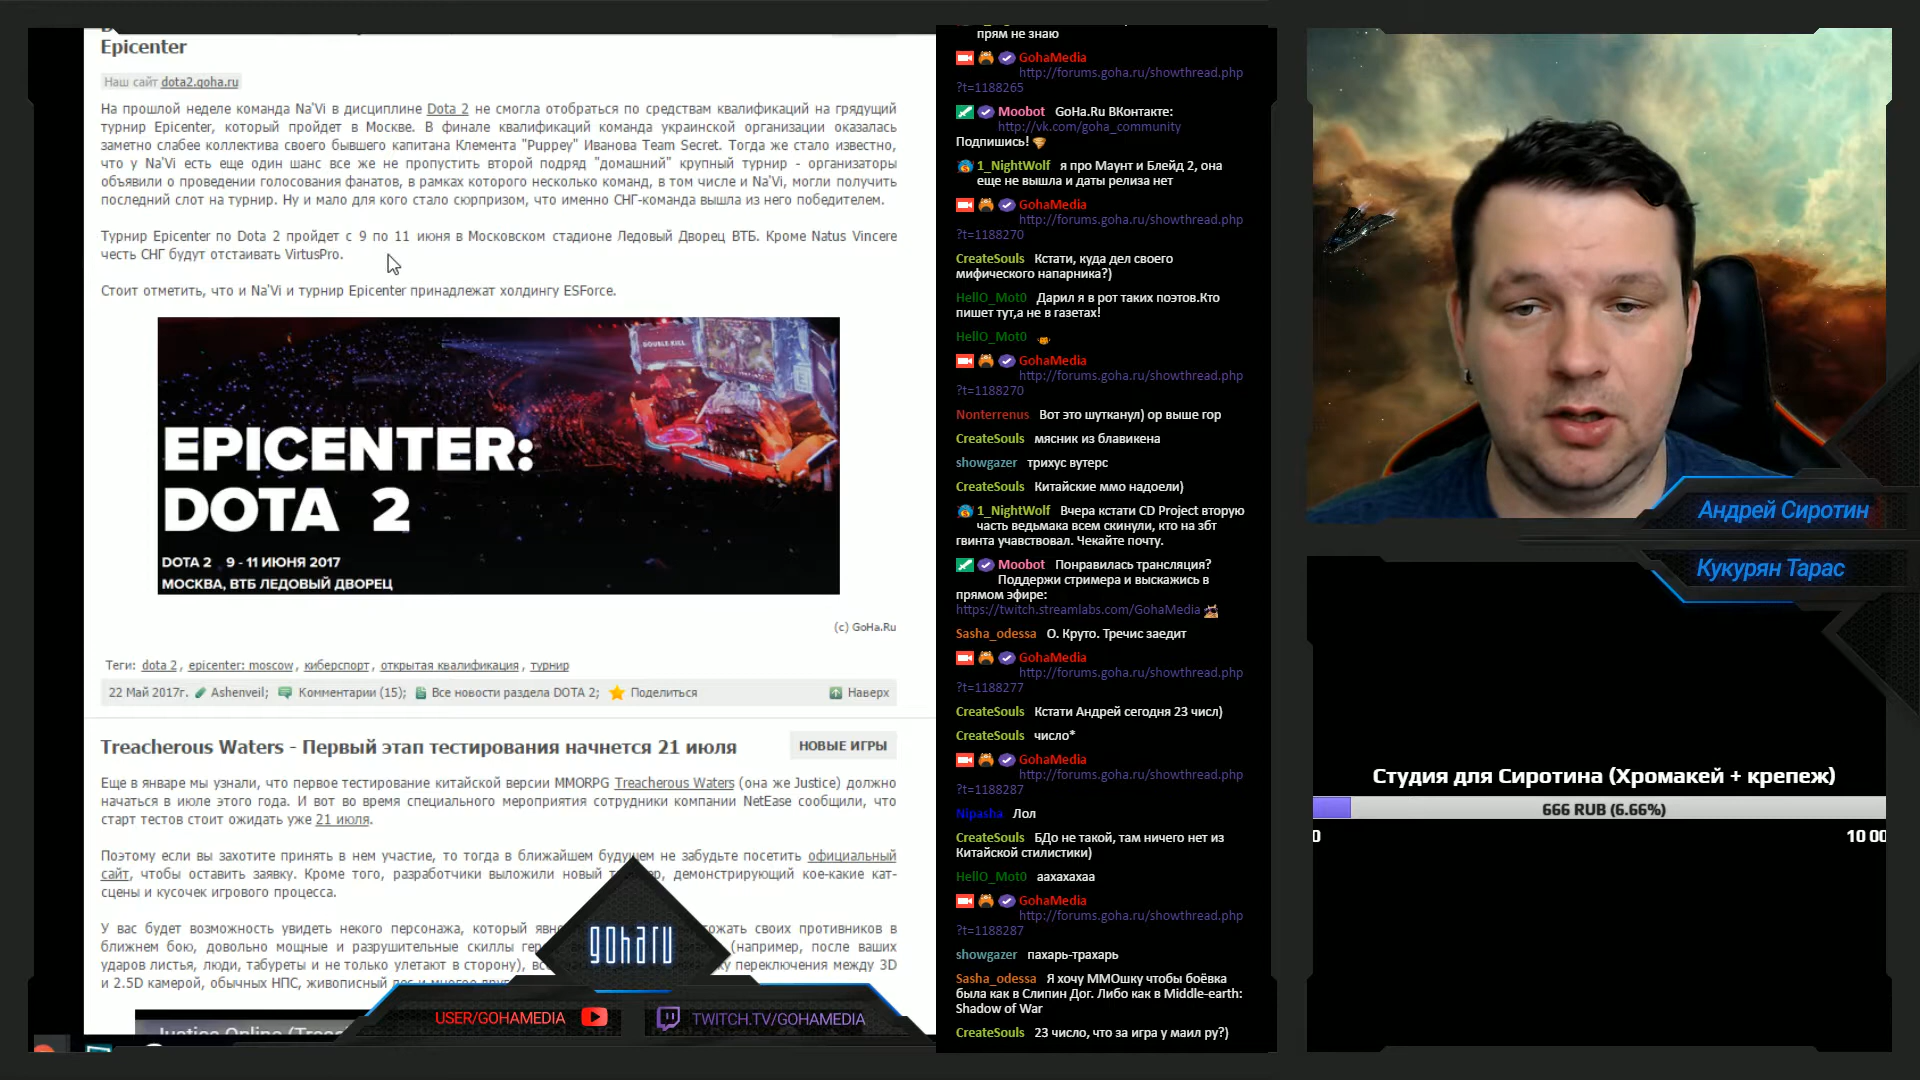 Epicenter
Наш сайт dota2.goha.ru
На прошлой неделе команда Na'Vi в дисциплине Dota 2 не смогла отобраться по средствам квалификаций на грядущий
турнир Epicenter, который пройдет в Москве. В финале квалификаций команда украинской организации оказалась
заметно слабее коллектива своего бывшего капитана Клемента "Puppey" Иванова Team Secret. Тогда же стало известно,
что у Na'Vi есть еще один шанс все же не пропустить второй подряд "домашний" крупный турнир - организаторы
объявили о проведении голосования фанатов, в рамках которого несколько команд, в том числе и Na'Vi, могли получить
последний слот на турнир. Ну и мало для кого стало сюрпризом, что именно СНГ-команда вышла из него победителем.
Турнир Epicenter по Dota 2 пройдет с 9 по 11 июня в Московском стадионе Ледовый Дворец ВТБ. Кроме Natus Vincere
честь СНГ будут отстаивать VirtusPro.
Стоит отметить, что и Na'Vi и турнир Epicenter принадлежат холдингу ESForce.
DOUBLE KILL
EPICENTER:
DOTA 2
DOTA 2 9 - 11 ИЮНЯ 2017
МОСКВА, ВТБ ЛЕДОВЫЙ ДВОРЕЦ
(c) GoHa.Ru
Теги: dota 2 , epicenter: moscow , киберспорт , открытая квалификация , турнир
22 Май 2017г. Ashenveil; Комментарии (15); Все новости раздела DOTA 2; Поделиться Наверх
Treacherous Waters - Первый этап тестирования начнется 21 июля
НОВЫЕ ИГРЫ
Еще в январе мы узнали, что первое тестирование китайской версии MMORPG Treacherous Waters (она же Justice) должно
начаться в июле этого года. И вот во время специального мероприятия сотрудники компании NetEase сообщили, что
старт тестов стоит ожидать уже 21 июля.
Поэтому если вы захотите принять в нем участие, то тогда в ближайшем будущем не забудьте посетить официальный
сайт, чтобы оставить заявку. Кроме того, разработчики выложили новый демонстрирующий кое-какие кат-
сцены и кусочек игрового процесса.
У вас будет возможность увидеть некого персонажа, который своих противников в
ближнем бою, довольно мощные и разрушительные скиллы (например, после ваших
ударов листья, люди, табуреты и не только улетают в сторону), переключения между 3D
и 2.5D камерой, обычных НПС, живописный
goharu
USER/GOHAMEDIA
TWITCH.TV/GOHAMEDIA
прям не знаю
GohaMedia
http://forums.goha.ru/showthread.php
?t=1188265
Moobot GoHa.Ru ВКонтакте:
http://vk.com/goha_community
Подпишись!
1_NightWolf я про Маунт и Блейд 2, она
еще не вышла и даты релиза нет
GohaMedia
http://forums.goha.ru/showthread.php
?t=1188270
CreateSouls Кстати, куда дел своего
мифического напарника?)
HellO_Mot0 Дарил я в рот таких поэтов.Кто
пишет тут,а не в газетах!
HellO_Mot0
GohaMedia
http://forums.goha.ru/showthread.php
?t=1188270
Nonterrenus Вот это шутканул) ор выше гор
CreateSouls мясник из блавикена
showgazer трихус вутерс
CreateSouls Китайские ммо надоели)
1_NightWolf Вчера кстати CD Project вторую
часть ведьмака всем скинули, кто на збт
гвинта учавствовал. Чекайте почту.
Moobot Понравилась трансляция?
Поддержи стримера и выскажись в
прямом эфире:
https://twitch.streamlabs.com/GohaMedia
Sasha_odessa О. Круто. Тречис заедит
GohaMedia
http://forums.goha.ru/showthread.php
?t=1188277
CreateSouls Кстати Андрей сегодня 23 числ)
CreateSouls число*
GohaMedia
http://forums.goha.ru/showthread.php
?t=1188287
Nipasha Лол
CreateSouls БДо не такой, там ничего нет из
Китайской стилистики)
HellO_Mot0 аахахахаа
GohaMedia
http://forums.goha.ru/showthread.php
?t=1188287
showgazer пахарь-трахарь
Sasha_odessa Я хочу ММОшку чтобы боёвка
была как в Слипин Дог. Либо как в Middle-earth:
Shadow of War
CreateSouls 23 число, что за игра у маил ру?)
Андрей Сиротин
Кукурян Тарас
Студия для Сиротина (Хромакей + крепеж)
666 RUB (6.66%)
0
10 00